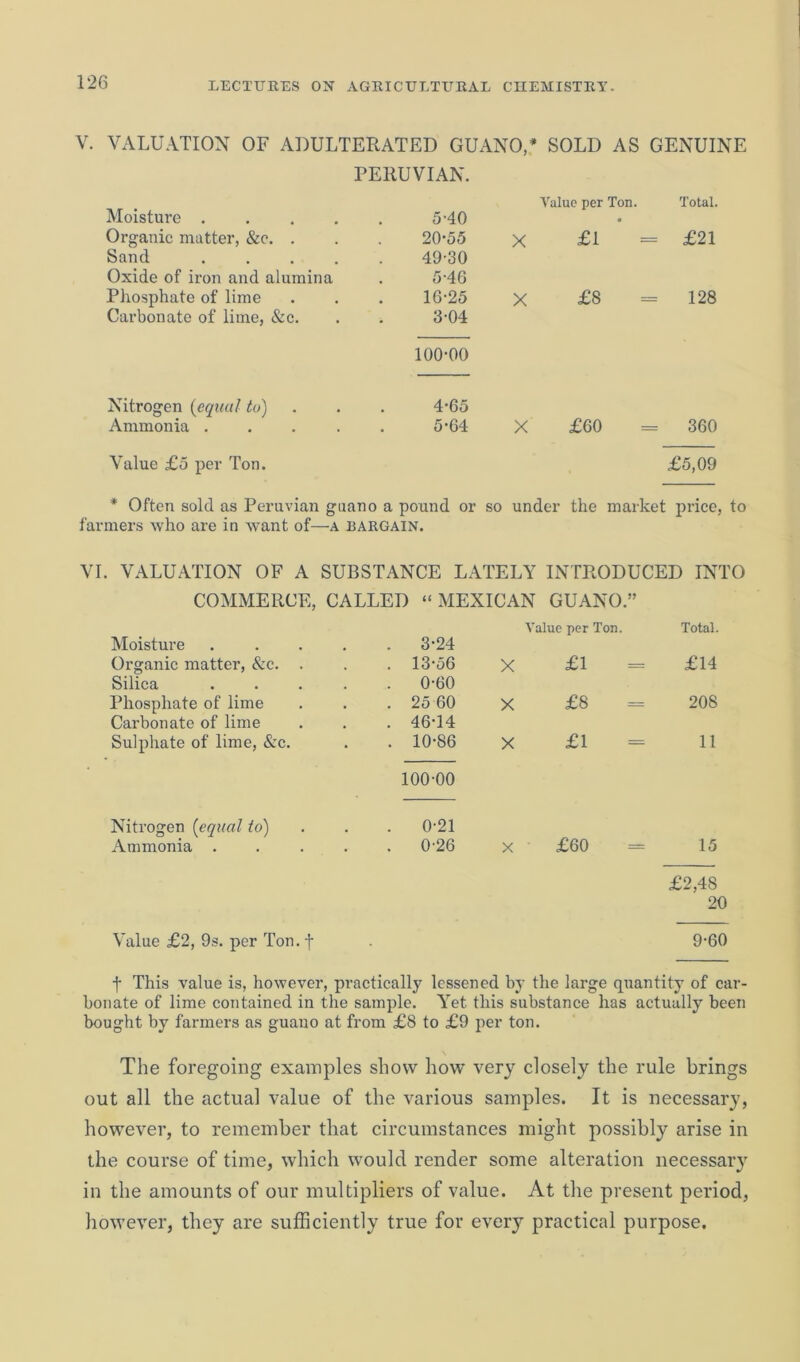 126 LECTURES ON AGRICULTURAL CHEMISTRY.
V. VALUATION OF ADULTERATED GUANO,* SOLD AS GENUINE
PERUVIAN.
Value per Ton. Total.
Moisture . . . . . 5·40
Organic matter, &c. . . . 20·55 × £1 = £21
Sand . . . . . 49·30
Oxide of iron and alumina . 5·46
Phosphate of lime . . . 16·25 × £8 = 128
Carbonate of lime, &c. . . 3·04
100·00
Nitrogen (equal to) . . . 4·65
Ammonia . . . . . 5·64 × £60 = 360
Value £5 per Ton. £5,09
* Often sold as Peruvian guano a pound or so under the market price, to
farmers who are in want of—A BARGAIN.
VI. VALUATION OF A SUBSTANCE LATELY INTRODUCED INTO
COMMERCE, CALLED “MEXICAN GUANO.”
Value per Ton. Total.
Moisture . . . . . 3·24
Organic matter, &c. . . . 13·56 × £1 = £14
Silica . . . . . 0·60
Phosphate of lime . . . 25 60 × £8 = 208
Carbonate of lime . . . 46·14
Sulphate of lime, &c. . . 10·86 × £1 = 11
100·00
Nitrogen (equal to) . . . 0·21
Ammonia . . . . . 0·26 × £60 = 15
£2,48
20
Value £2, 9s. per Ton. † 9·60
† This value is, however, practically lessened by the large quantity of car-
bonate of lime contained in the sample. Yet this substance has actually been
bought by farmers as guano at from £8 to £9 per ton.
The foregoing examples show how very closely the rule brings
out all the actual value of the various samples. It is necessary,
however, to remember that circumstances might possibly arise in
the course of time, which would render some alteration necessary
in the amounts of our multipliers of value. At the present period,
however, they are sufficiently true for every practical purpose.